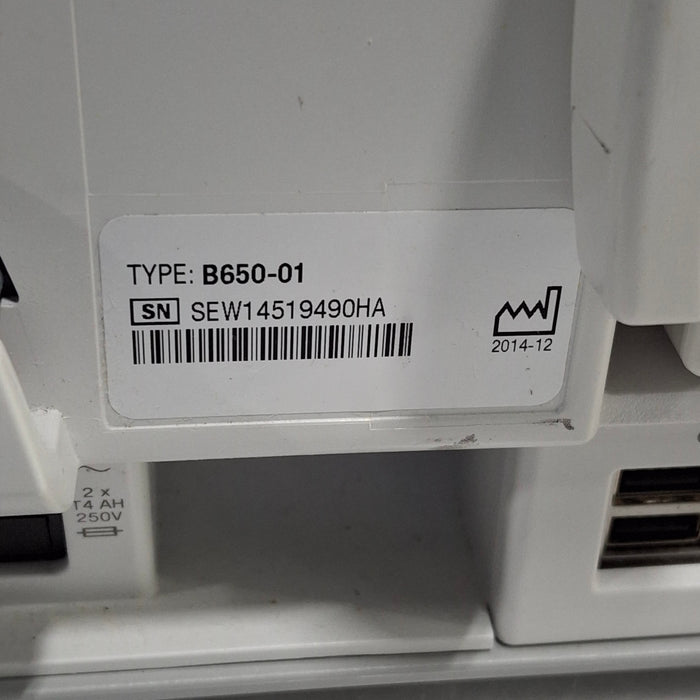 TYPE: B650-01
SN SEW14519490HA
2014-12
2 x
T4 AH
250V